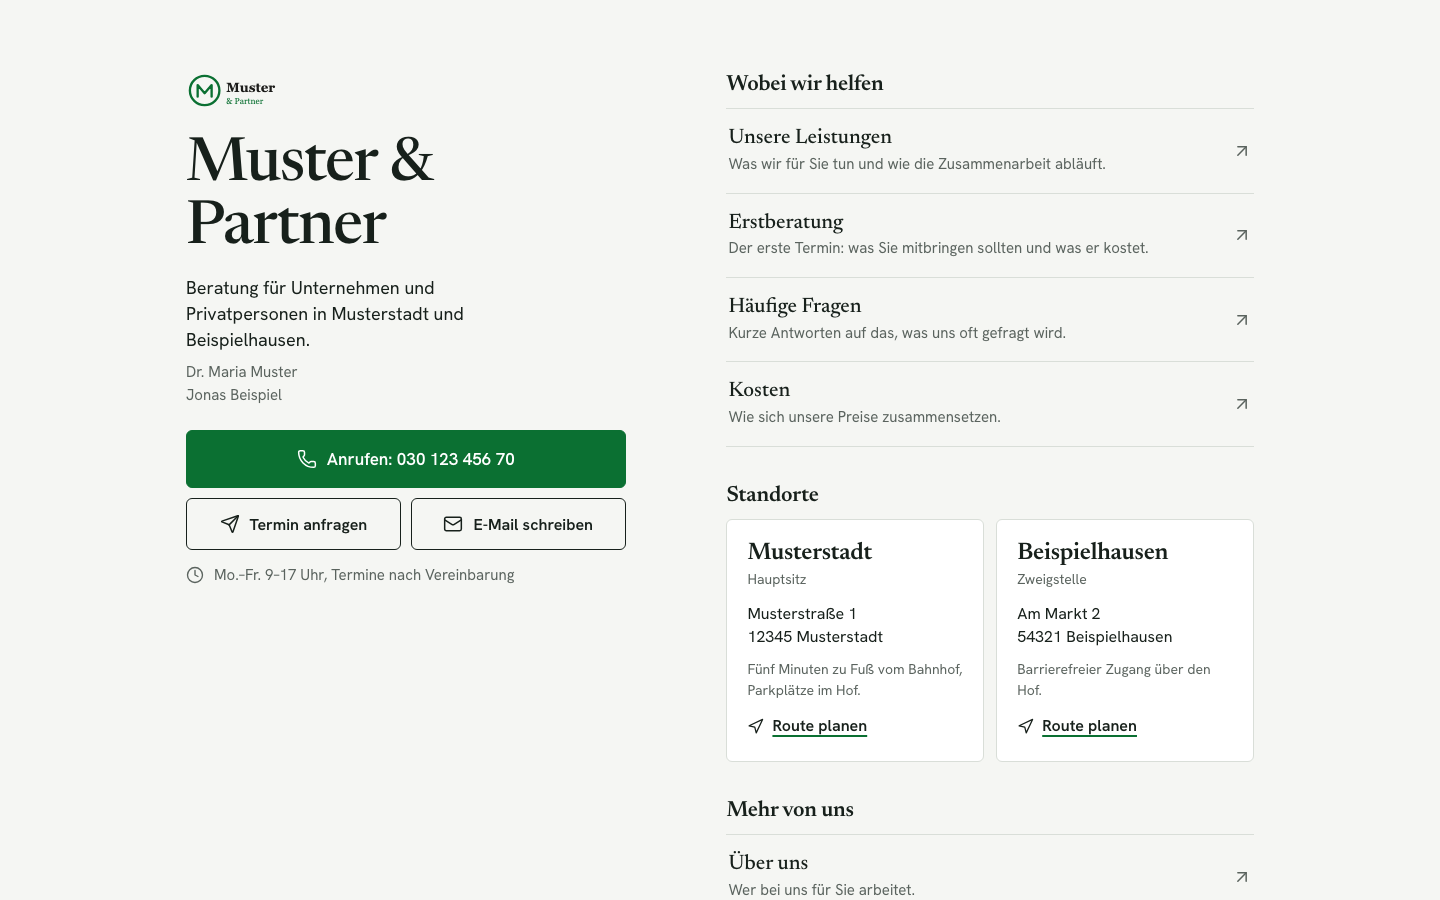 Muster
& Partner
Muster &
Partner
Beratung für Unternehmen und
Privatpersonen in Musterstadt und
Beispielhausen.
Dr. Maria Muster
Jonas Beispiel
Anrufen: 030 123 456 70
Termin anfragen
E-Mail schreiben
Mo.–Fr. 9–17 Uhr, Termine nach Vereinbarung
Wobei wir helfen
Unsere Leistungen
Was wir für Sie tun und wie die Zusammenarbeit abläuft.
Erstberatung
Der erste Termin: was Sie mitbringen sollten und was er kostet.
Häufige Fragen
Kurze Antworten auf das, was uns oft gefragt wird.
Kosten
Wie sich unsere Preise zusammensetzen.
Standorte
Musterstadt
Hauptsitz
Musterstraße 1
12345 Musterstadt
Fünf Minuten zu Fuß vom Bahnhof,
Parkplätze im Hof.
Route planen
Beispielhausen
Zweigstelle
Am Markt 2
54321 Beispielhausen
Barrierefreier Zugang über den
Hof.
Route planen
Mehr von uns
Über uns
Wer bei uns für Sie arbeitet.